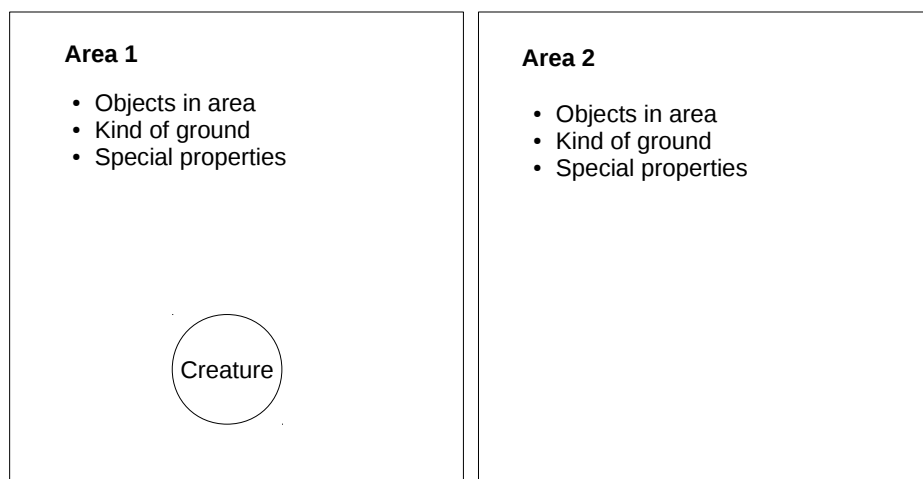 Area 1
• Objects in area
• Kind of ground
• Special properties
Creature
Area 2
• Objects in area
• Kind of ground
• Special properties